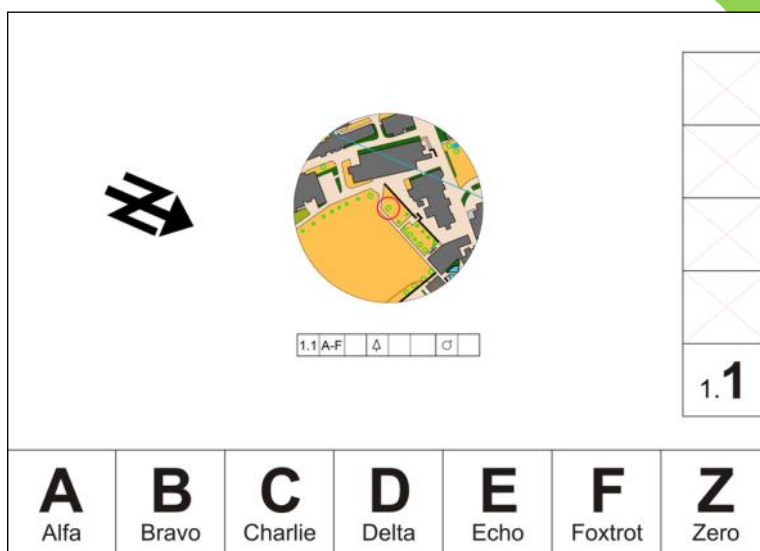 1.1 A-F
1.1
A B C D E F Z
Alfa Bravo Charlie Delta Echo Foxtrot Zero